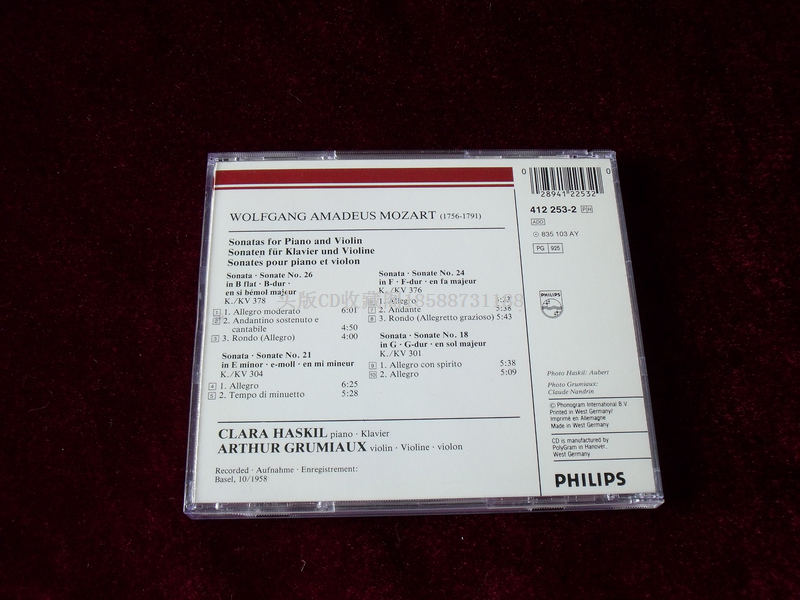 WOLFGANG AMADEUS MOZART (1756-1791)
Sonatas for Piano and Violin
Sonaten für Klavier und Violine
Sonates pour piano et violon
Sonata · Sonate No. 26
in B flat · B-dur ·
en si bémol majeur
K./KV 378
1 1. Allegro moderato 6:01
2 2. Andantino sostenuto e
cantabile 4:50
3 3. Rondo (Allegro) 4:00
Sonata · Sonate No. 21
in E minor · e-moll · en mi mineur
K./KV 304
4 1. Allegro 6:25
5 2. Tempo di minuetto 5:28
Sonata · Sonate No. 24
in F · F-dur · en fa majeur
K./KV 376
1. Allegro
7 2. Andante 5:38
8 3. Rondo (Allegretto grazioso) 5:43
Sonata · Sonate No. 18
in G · G-dur · en sol majeur
K./KV 301
9 1. Allegro con spirito 5:38
10 2. Allegro 5:09
CLARA HASKIL piano · Klavier
ARTHUR GRUMIAUX violin · Violine · violon
Recorded · Aufnahme · Enregistrement:
Basel, 10/1958
0 28941 22532 0
412 253-2 PH
ADD
℗ 835 103 AY
PG 925
PHILIPS
Photo Haskil: Aubert
Photo Grumiaux:
Claude Nandrin
© Phonogram International B.V.
Printed in West Germany/
Imprimé en Allemagne
Made in West Germany
CD is manufactured by
PolyGram in Hanover,
West Germany
PHILIPS